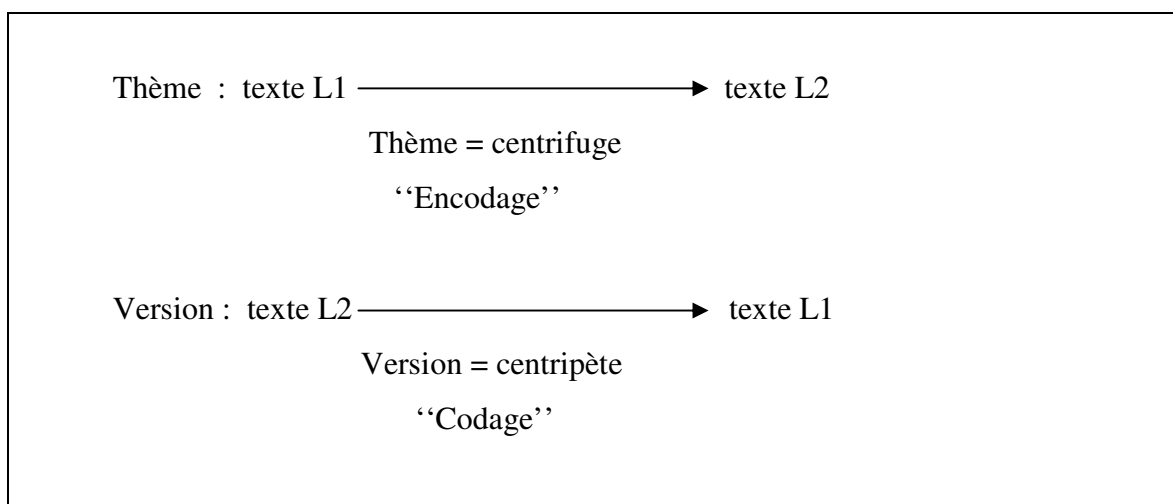 Thème : texte L1 texte L2
Thème = centrifuge
‘‘Encodage’’
Version : texte L2 texte L1
Version = centripète
‘‘Codage’’